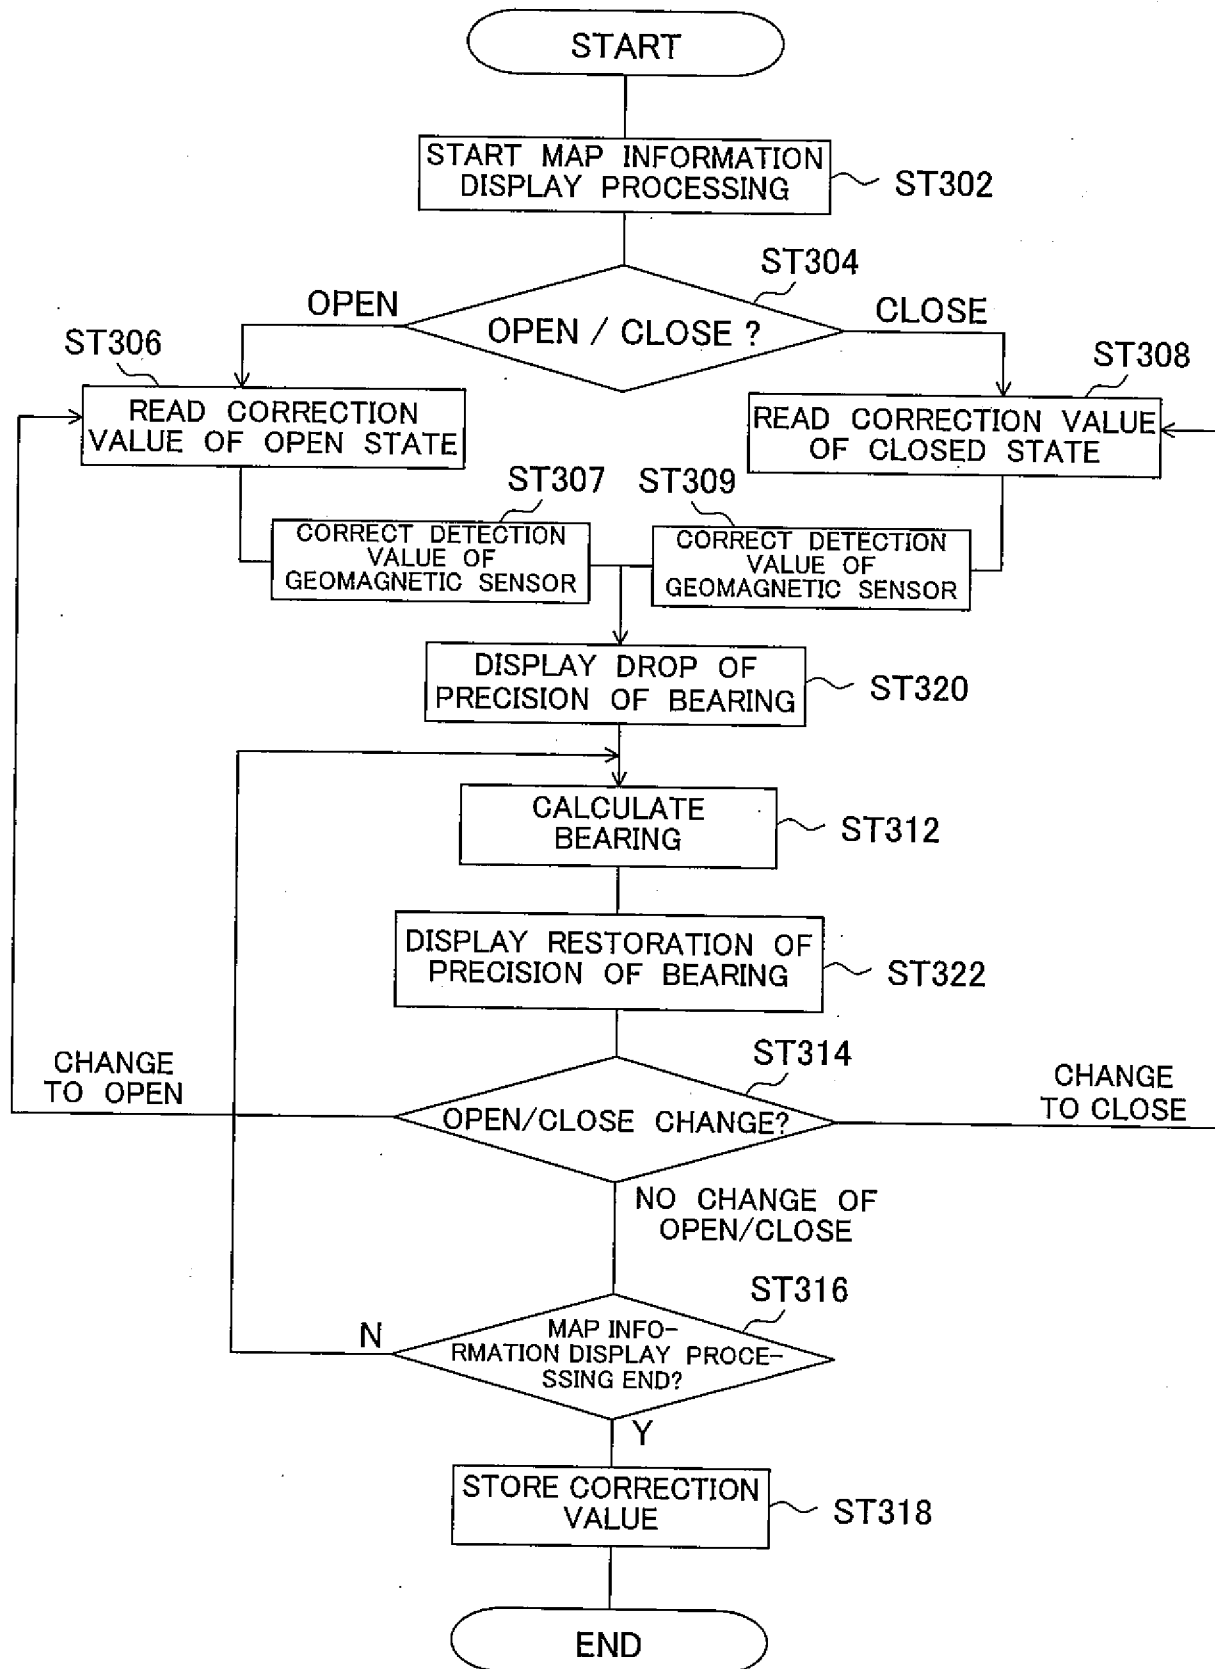 START
START MAP INFORMATION
DISPLAY PROCESSING
ST302
ST304
OPEN
OPEN / CLOSE ?
CLOSE
ST306
READ CORRECTION
VALUE OF OPEN STATE
ST308
READ CORRECTION VALUE
OF CLOSED STATE
ST307
CORRECT DETECTION
VALUE OF
GEOMAGNETIC SENSOR
ST309
CORRECT DETECTION
VALUE OF
GEOMAGNETIC SENSOR
DISPLAY DROP OF
PRECISION OF BEARING
ST320
CALCULATE
BEARING
ST312
DISPLAY RESTORATION OF
PRECISION OF BEARING
ST322
CHANGE
TO OPEN
ST314
OPEN/CLOSE CHANGE?
CHANGE
TO CLOSE
NO CHANGE OF
OPEN/CLOSE
ST316
N
MAP INFO-
RMATION DISPLAY PROCE-
SSING END?
Y
STORE CORRECTION
VALUE
ST318
END